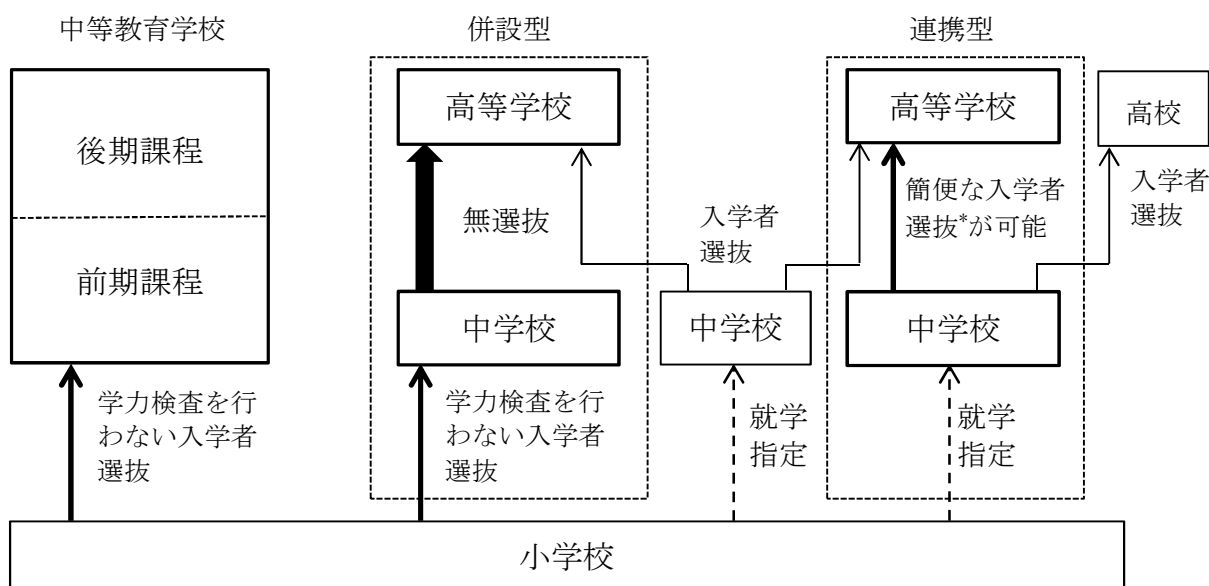 中等教育学校
併設型
連携型
後期課程
前期課程
高等学校
高等学校
高校
無選抜
入学者
選抜
簡便な入学者
選抜*が可能
入学者
選抜
中学校
中学校
中学校
学力検査を行
わない入学者
選抜
学力検査を行
わない入学者
選抜
就学
指定
就学
指定
小学校